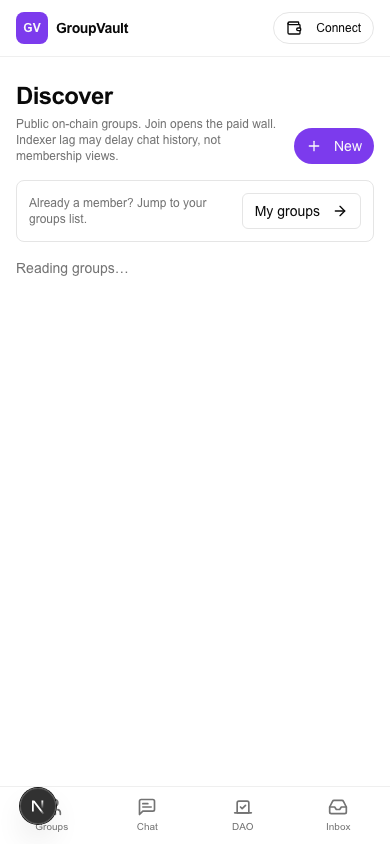 GV GroupVault
Connect
Discover
Public on-chain groups. Join opens the paid wall.
Indexer lag may delay chat history, not
membership views.
New
Already a member? Jump to your
groups list.
My groups
Reading groups…
N
Groups
Chat
DAO
Inbox